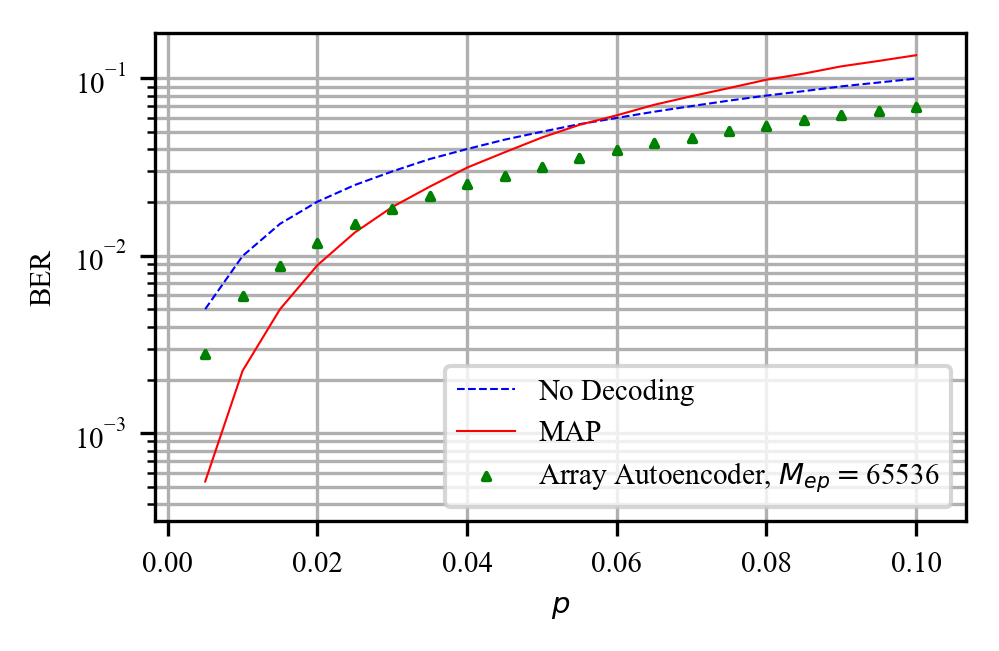 10⁻¹
10⁻²
10⁻³
BER
No Decoding
MAP
Array Autoencoder, M_ep = 65536
0.00 0.02 0.04 0.06 0.08 0.10
p